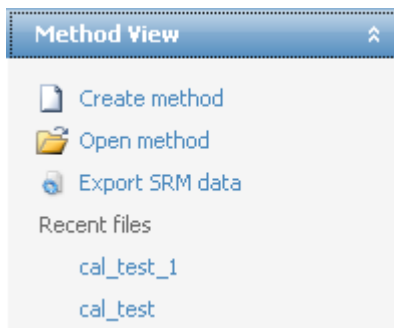 Method View
Create method
Open method
Export SRM data
Recent files
cal_test_1
cal_test